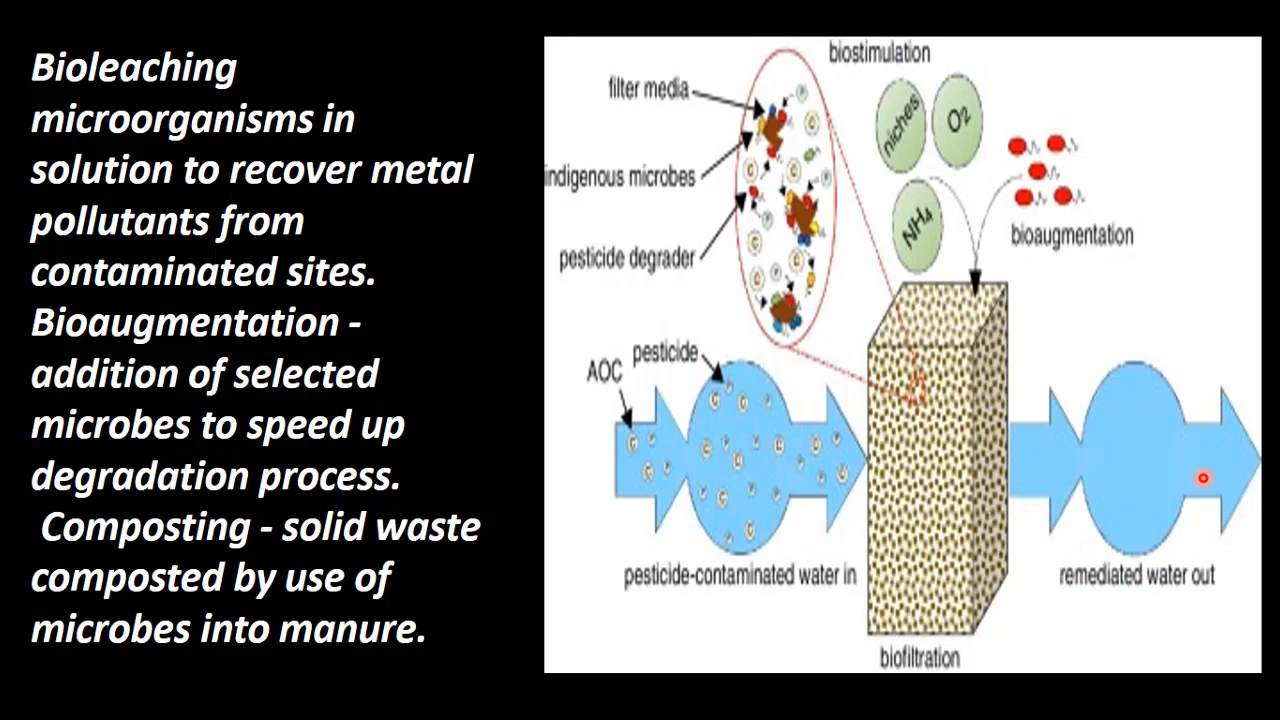 Bioleaching
microorganisms in
solution to recover metal
pollutants from
contaminated sites.
Bioaugmentation -
addition of selected
microbes to speed up
degradation process.
Composting - solid waste
composted by use of
microbes into manure.
biostimulation
filter media
niches
O2
indigenous microbes
NH4
bioaugmentation
pesticide degrader
pesticide
AOC
pesticide-contaminated water in
remediated water out
biofiltration